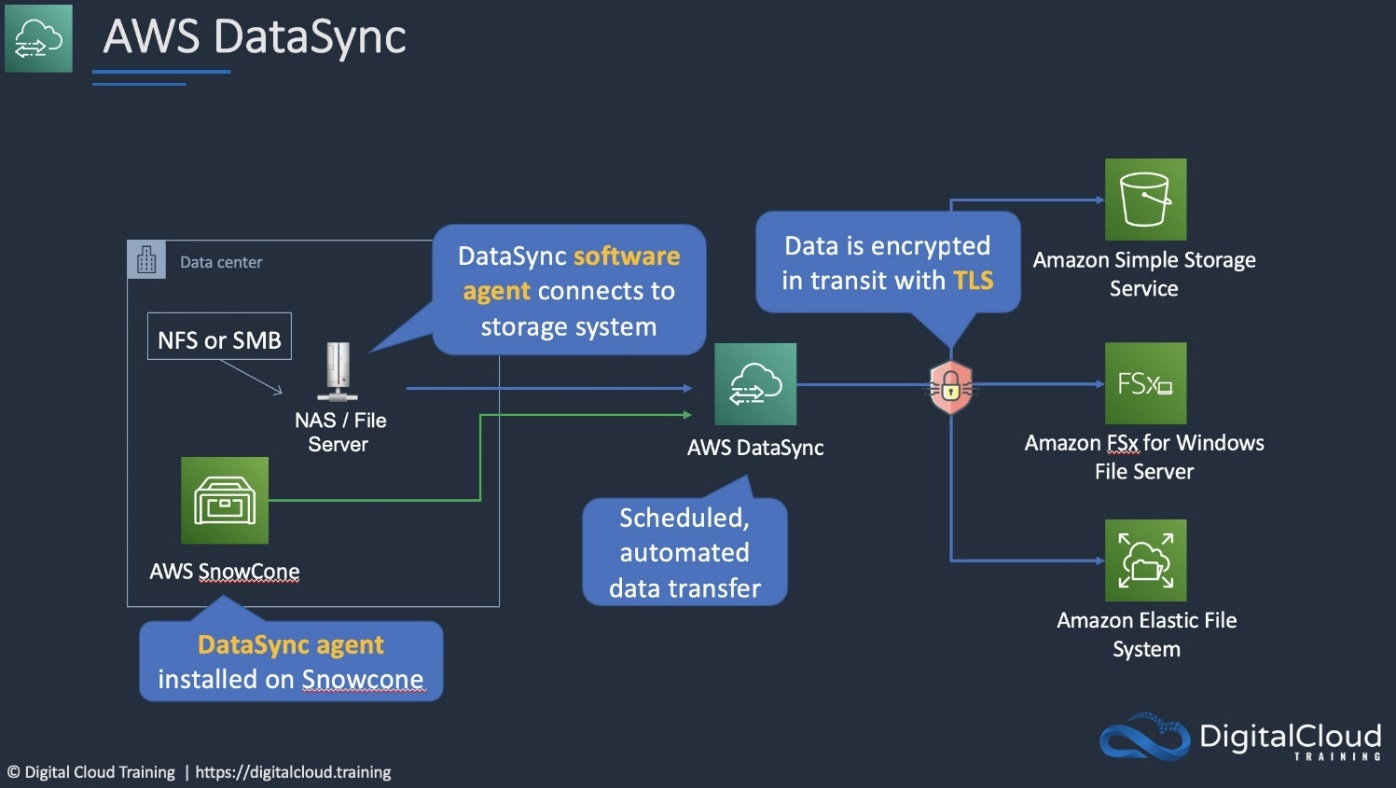 AWS DataSync
Data center
NFS or SMB
NAS / File
Server
AWS SnowCone
DataSync agent
installed on Snowcone
DataSync software
agent connects to
storage system
AWS DataSync
Scheduled,
automated
data transfer
Data is encrypted
in transit with TLS
Amazon Simple Storage
Service
FSx
Amazon FSx for Windows
File Server
Amazon Elastic File
System
© Digital Cloud Training | https://digitalcloud.training
DigitalCloud
TRAINING